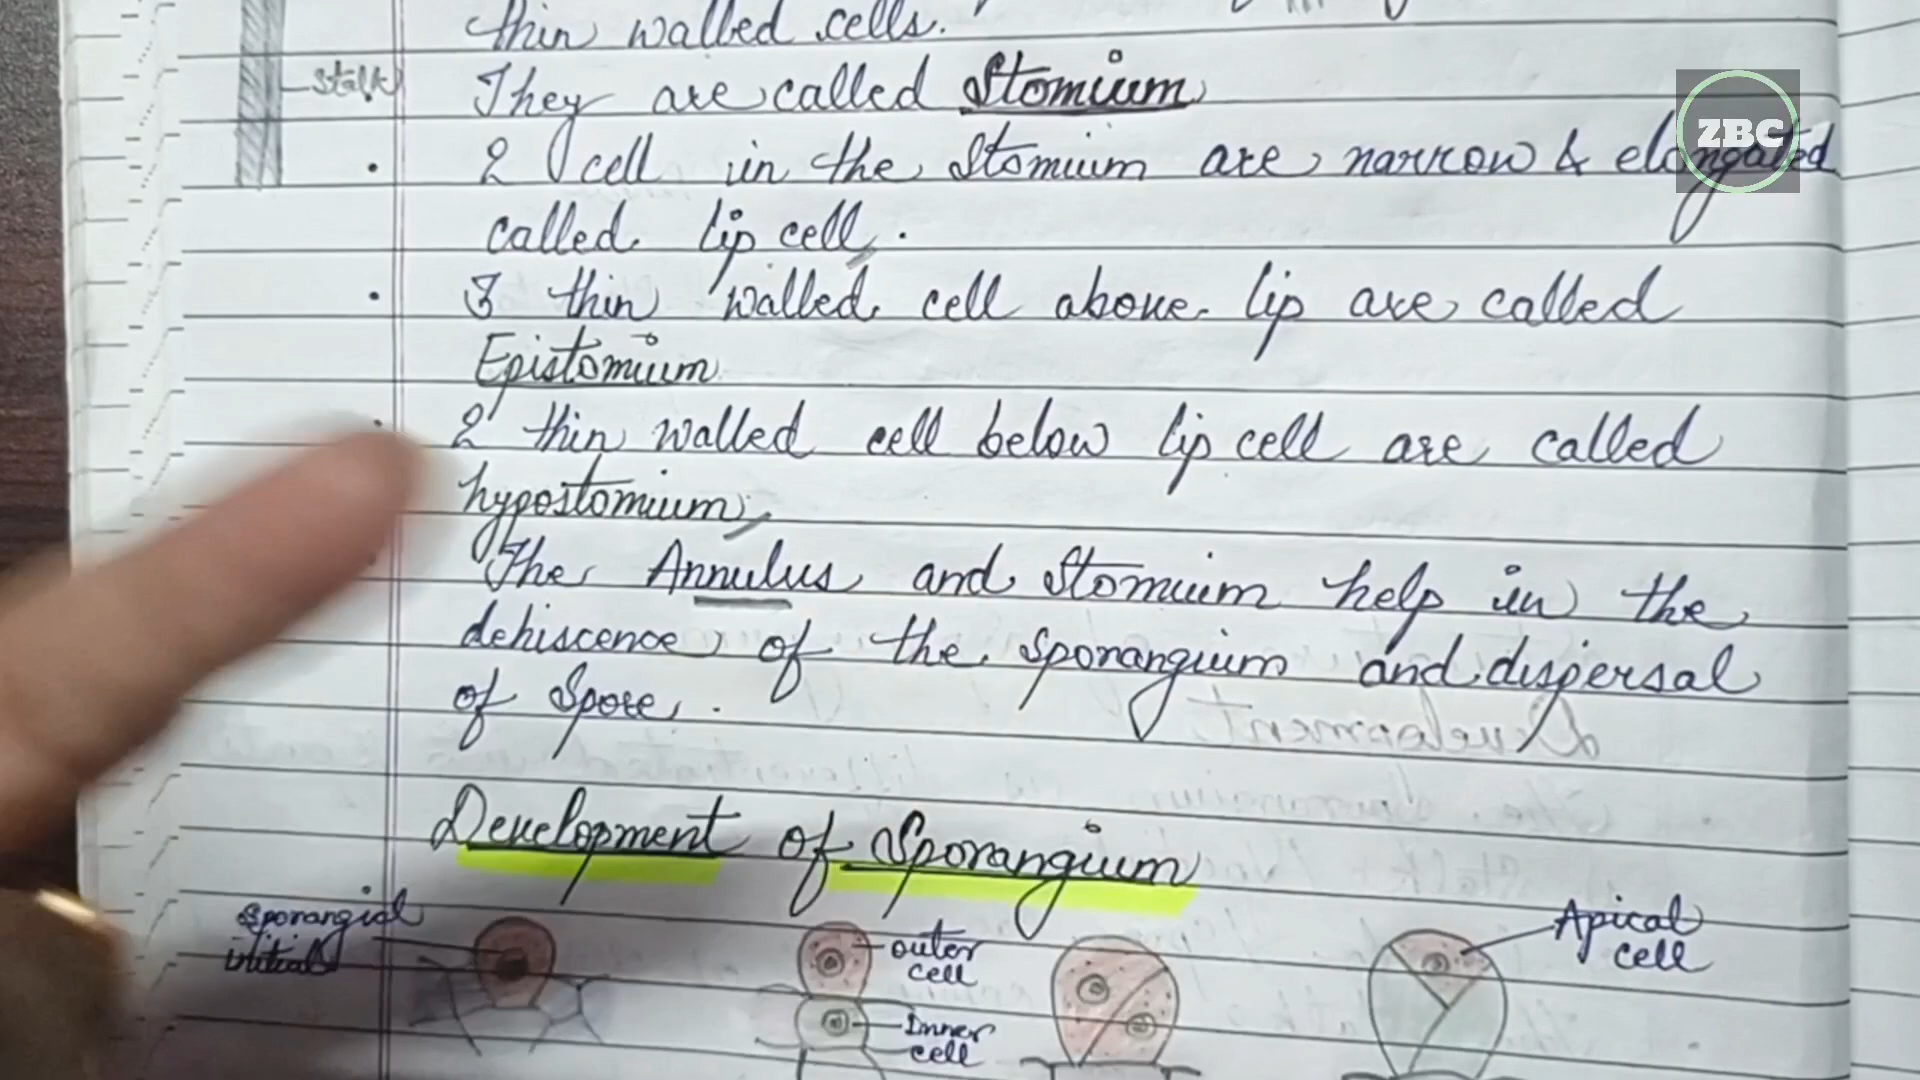 thin walled cells.
Stalk
They are called Stomium
ZBC
2 cell in the Stomium are narrow & elongated
called lip cell.
3 thin walled cell above lip are called
Epistomium
2 thin walled cell below lip cell are called
hypostomium,
The Annulus and Stomium help in the
dehiscence of the Sporangium and dispersal
of Spore.
Development of Sporangium
Sporangial
initial
outer
cell
Inner
cell
Apical
cell